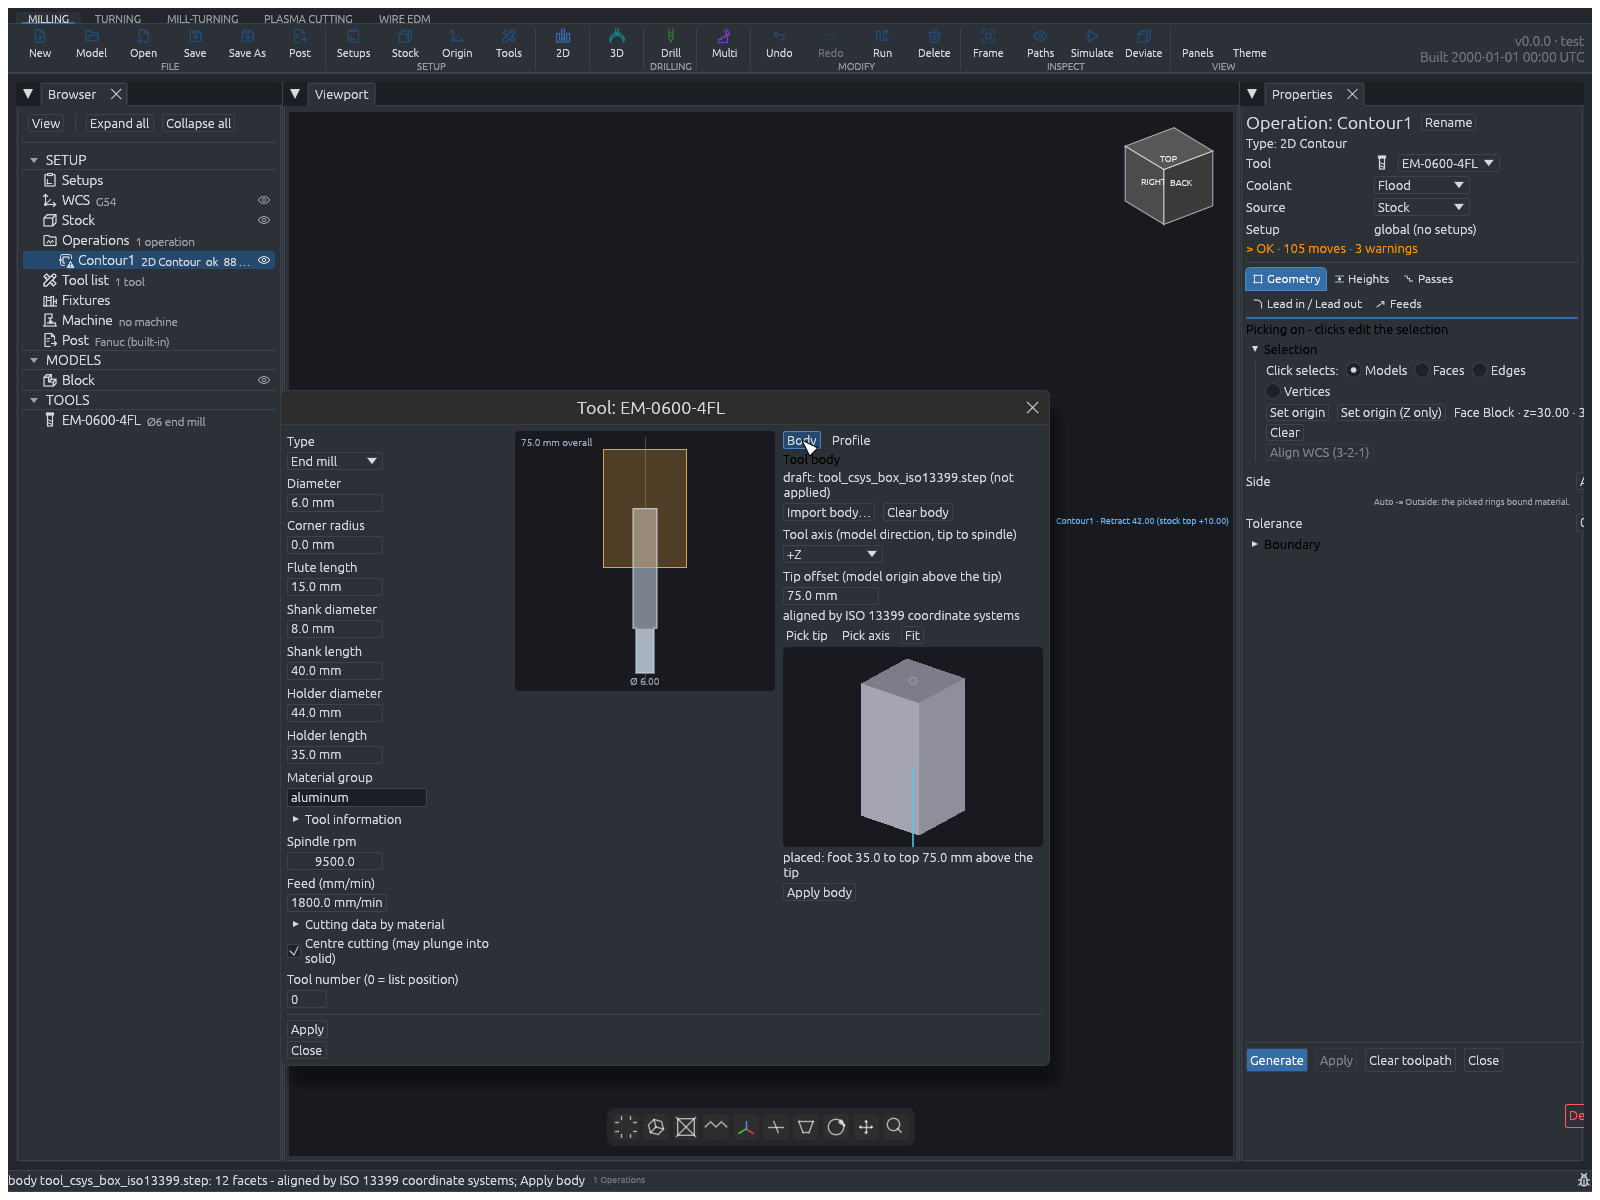 MILLING TURNING MILL-TURNING PLASMA CUTTING WIRE EDM
New Model Open Save Save As Post Setups Stock Origin Tools 2D 3D Drill Multi Undo Redo Run Delete Frame Paths Simulate Deviate Panels Theme
FILE SETUP DRILLING MODIFY INSPECT VIEW
v0.0.0 · test
Built 2000-01-01 00:00 UTC
Browser
View Expand all Collapse all
SETUP
Setups
WCS G54
Stock
Operations 1 operation
Contour1 2D Contour ok 88 ...
Tool list 1 tool
Fixtures
Machine no machine
Post Fanuc (built-in)
MODELS
Block
TOOLS
EM-0600-4FL Ø6 end mill
Viewport
TOP
RIGHT BACK
Contour1 · Retract 42.00 (stock top +10.00)
Tool: EM-0600-4FL
Type
End mill
Diameter
6.0 mm
Corner radius
0.0 mm
Flute length
15.0 mm
Shank diameter
8.0 mm
Shank length
40.0 mm
Holder diameter
44.0 mm
Holder length
35.0 mm
Material group
aluminum
Tool information
Spindle rpm
9500.0
Feed (mm/min)
1800.0 mm/min
Cutting data by material
Centre cutting (may plunge into
solid)
Tool number (0 = list position)
0
Apply
Close
75.0 mm overall
Ø 6.00
Body Profile
Tool body
draft: tool_csys_box_iso13399.step (not
applied)
Import body... Clear body
Tool axis (model direction, tip to spindle)
+Z
Tip offset (model origin above the tip)
75.0 mm
aligned by ISO 13399 coordinate systems
Pick tip Pick axis Fit
placed: foot 35.0 to top 75.0 mm above the
tip
Apply body
Properties
Operation: Contour1 Rename
Type: 2D Contour
Tool EM-0600-4FL
Coolant Flood
Source Stock
Setup global (no setups)
> OK · 105 moves · 3 warnings
Geometry Heights Passes
Lead in / Lead out Feeds
Picking on - clicks edit the selection
Selection
Click selects: Models Faces Edges
Vertices
Set origin Set origin (Z only) Face Block · z=30.00 · 3
Clear
Align WCS (3-2-1)
Side
Auto -> Outside: the picked rings bound material.
Tolerance
Boundary
Generate Apply Clear toolpath Close
De
body tool_csys_box_iso13399.step: 12 facets - aligned by ISO 13399 coordinate systems; Apply body 1 Operations